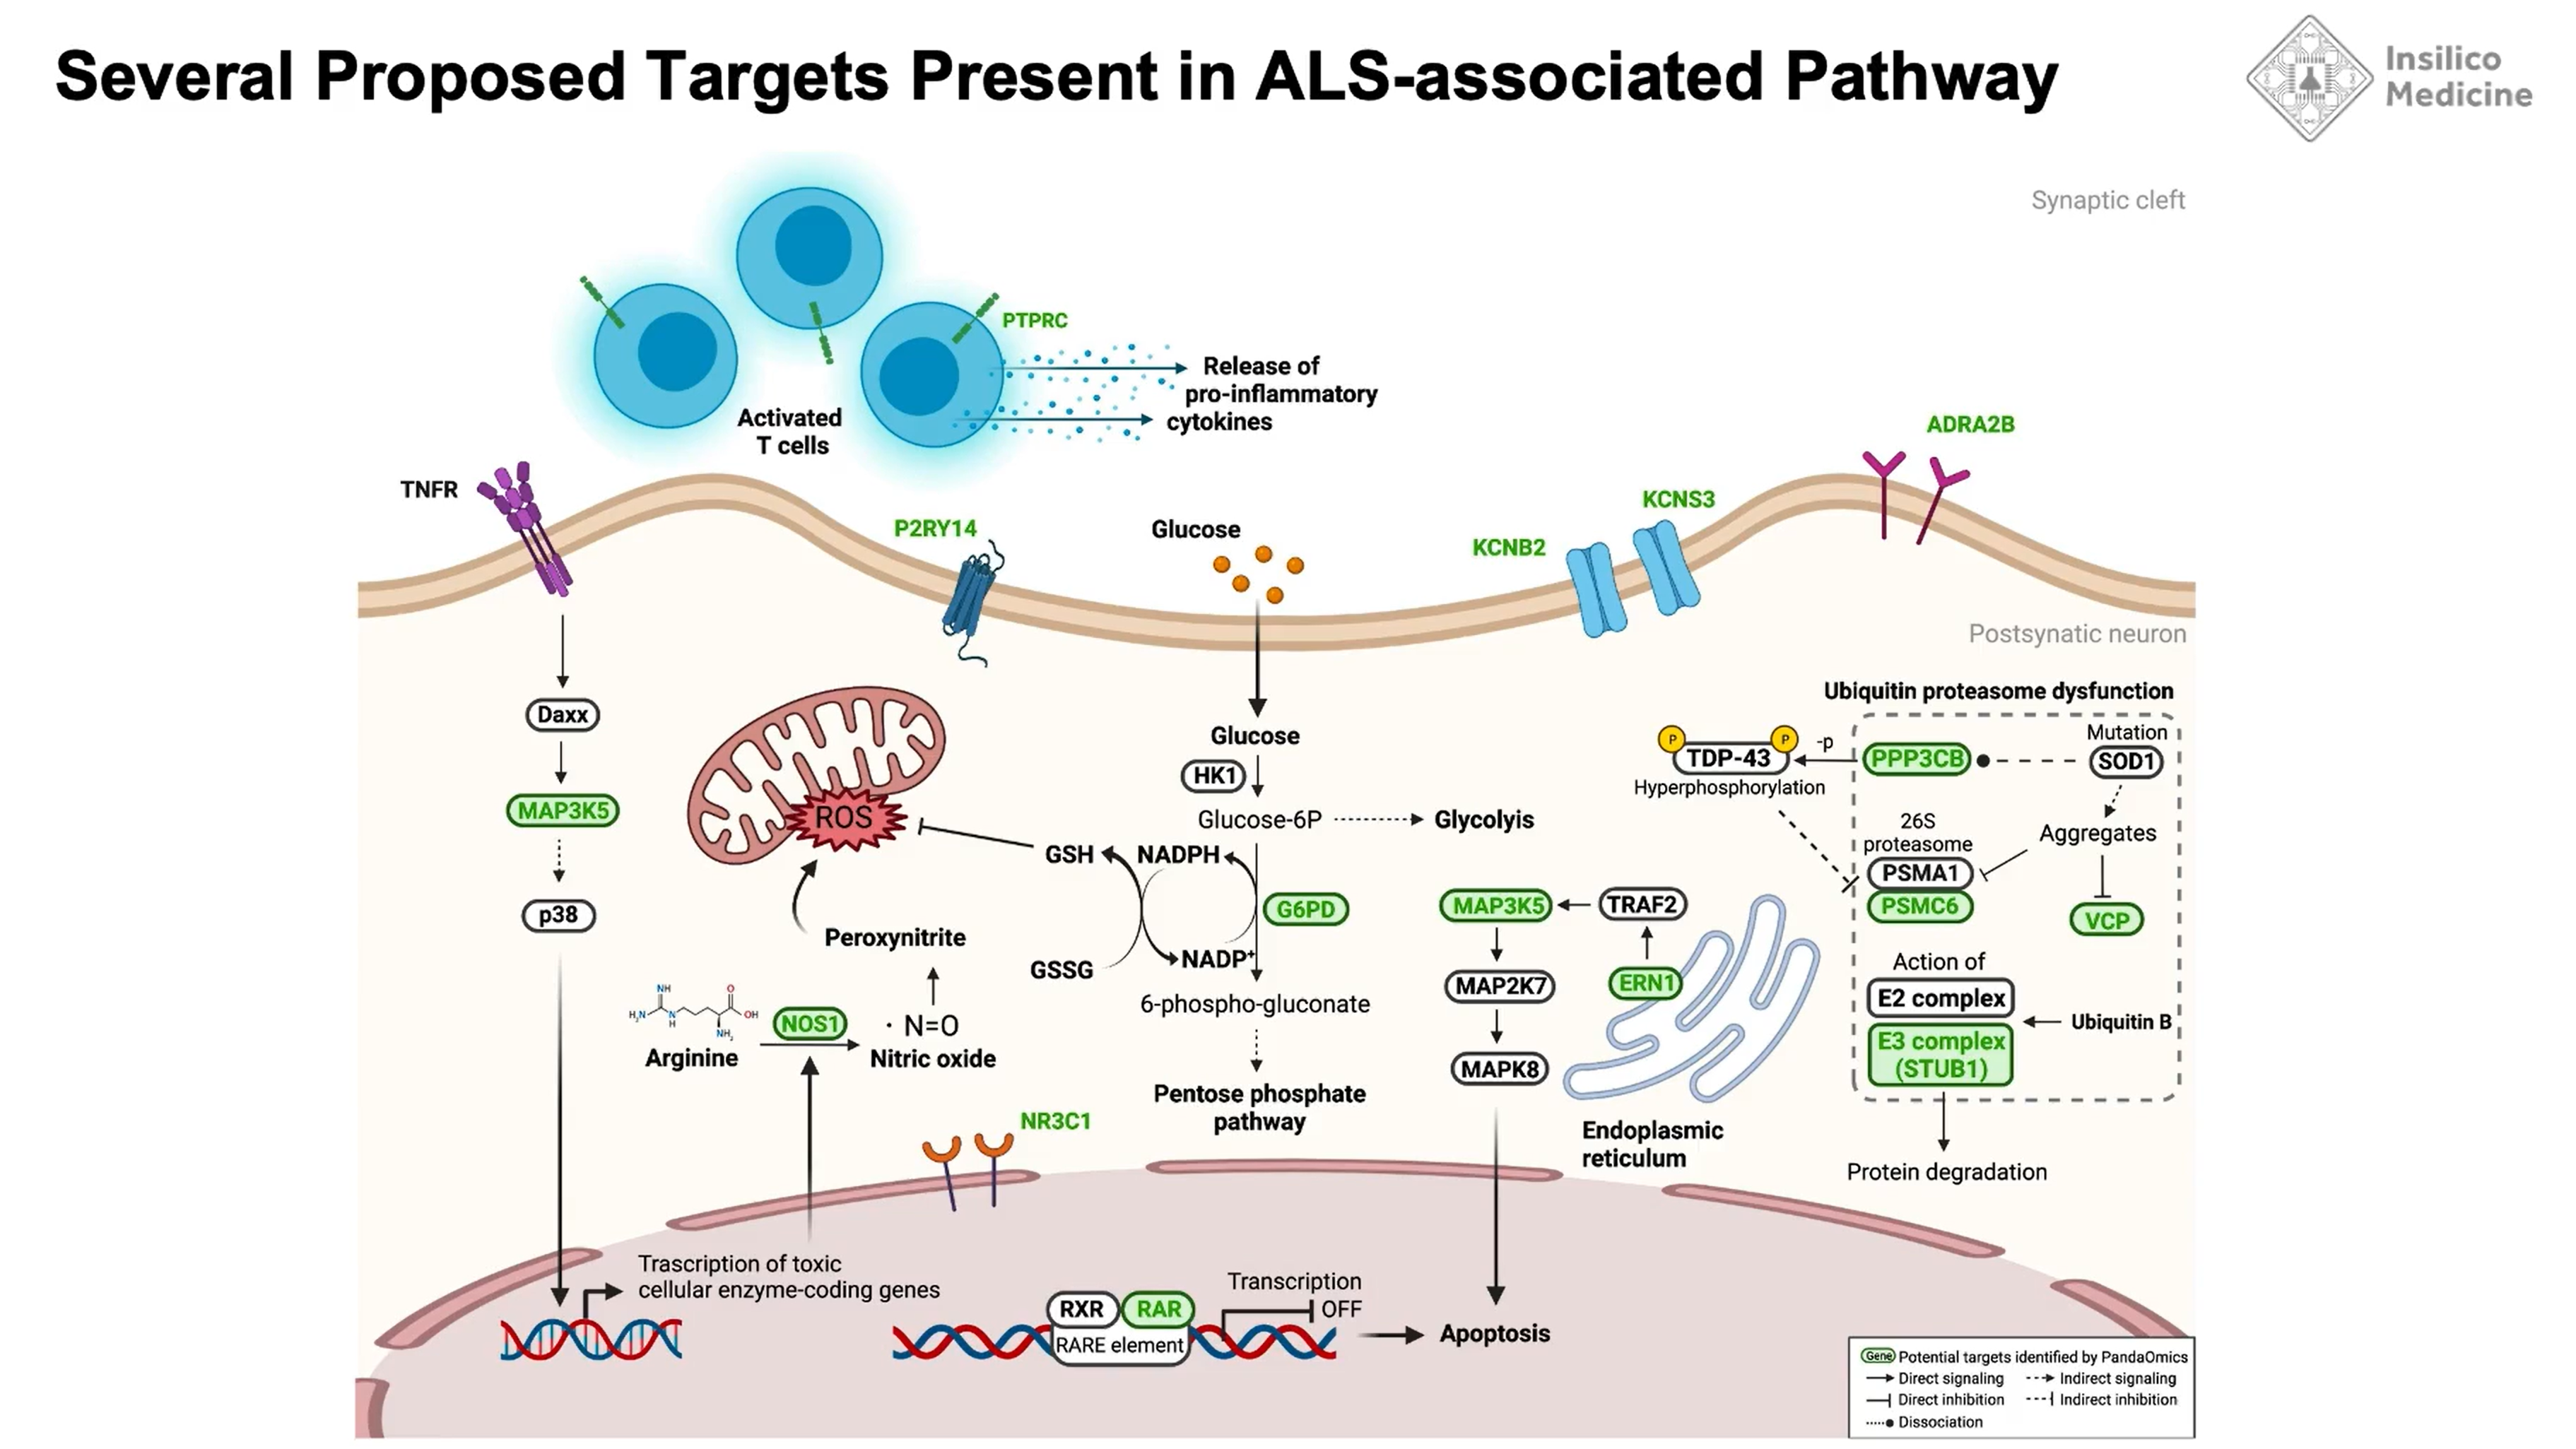 Several Proposed Targets Present in ALS-associated Pathway
Insilico
Medicine
Synaptic cleft
PTPRC
Release of
pro-inflammatory
cytokines
Activated
T cells
ADRA2B
TNFR
KCNS3
P2RY14
Glucose
KCNB2
Postsynatic neuron
Daxx
MAP3K5
p38
ROS
Peroxynitrite
H₂N
NH
N
H
NH₂
O
OH
Arginine
NOS1
· N=O
Nitric oxide
Glucose
HK1
Glucose-6P
Glycolyis
GSH
NADPH
G6PD
GSSG
NADP⁺
6-phospho-gluconate
Pentose phosphate
pathway
MAP3K5
TRAF2
MAP2K7
ERN1
MAPK8
Endoplasmic
reticulum
Ubiquitin proteasome dysfunction
P
P
TDP-43
-p
Hyperphosphorylation
PPP3CB
Mutation
SOD1
26S
proteasome
Aggregates
PSMA1
PSMC6
VCP
Action of
E2 complex
E3 complex
(STUB1)
Ubiquitin B
Protein degradation
NR3C1
Trascription of toxic
cellular enzyme-coding genes
RXR
RAR
RARE element
Transcription
OFF
Apoptosis
Gene Potential targets identified by PandaOmics
Direct signaling
Indirect signaling
Direct inhibition
Indirect inhibition
Dissociation